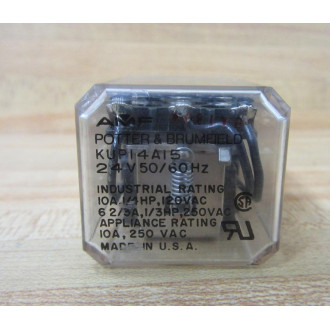 AMF
POTTER & BRUMFIELD
KUP14A15
24V 50/60Hz
INDUSTRIAL RATING
10A,1/4HP,120VAC
6 2/3A,1/3HP,250VAC
APPLIANCE RATING
10A, 250 VAC
MADE IN U.S.A.